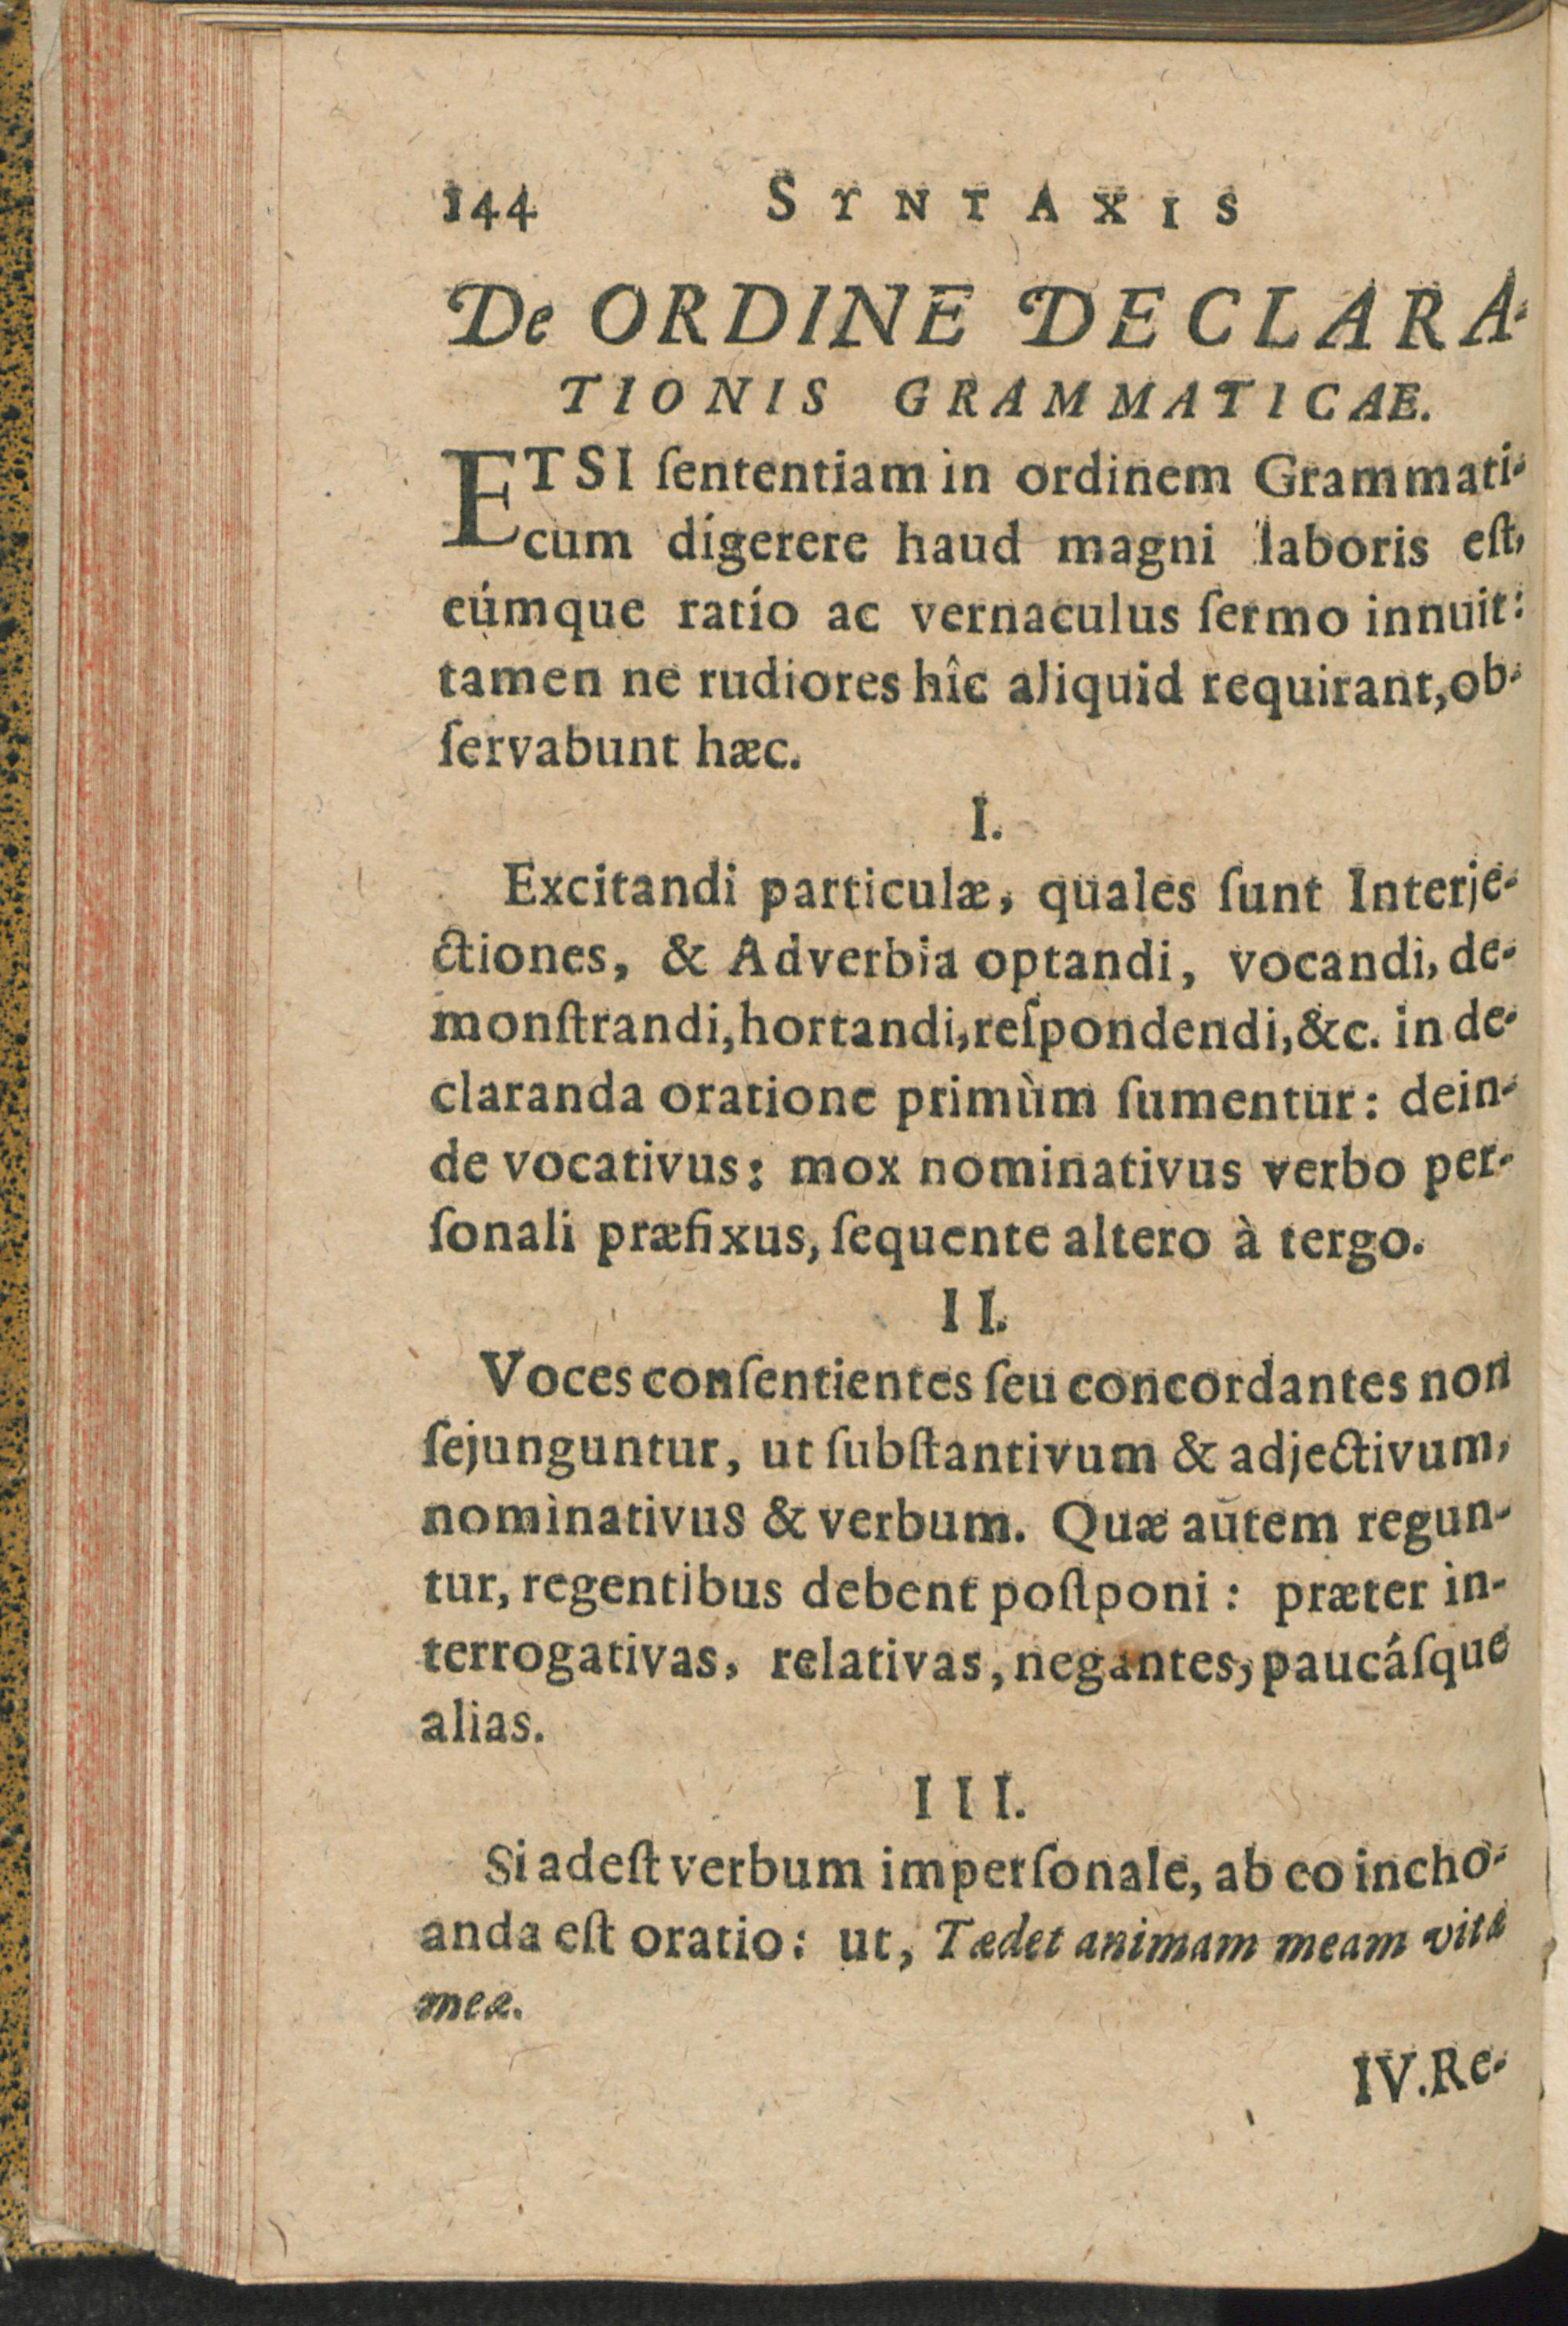 144 SYNTAXIS
De ORDINE DECLARA-
TIONIS GRAMMATICAE.
ETSI ſententiam in ordinem Grammati-
cum dígerere haud magni laboris eſt,
eúmque ratío ac vernaculus ſermo innuit:
tamen ne rudiores hîc aliquid requirant, ob-
ſervabunt hæc.
I.
Excitandi particulæ, quales ſunt Interje-
ctiones, & Adverbia optandi, vocandi, de-
monſtrandi, hortandi, reſpondendi, &c. in de-
claranda oratione primùm ſumentur: dein-
de vocativus: mox nominativus verbo per-
ſonali præfixus, ſequente altero à tergo.
II.
Voces conſentientes ſeu concordantes non
ſejunguntur, ut ſubſtantivum & adjectivum,
nominativus & verbum. Quæ autem regun-
tur, regentibus debent poſtponi: præter in-
terrogativas, relativas, negantes, paucáſque
alias.
III.
Si adeſt verbum imperſonale, ab eo incho-
anda eſt oratio: ut, Tædet animam meam vitæ
meæ.
IV. Re-